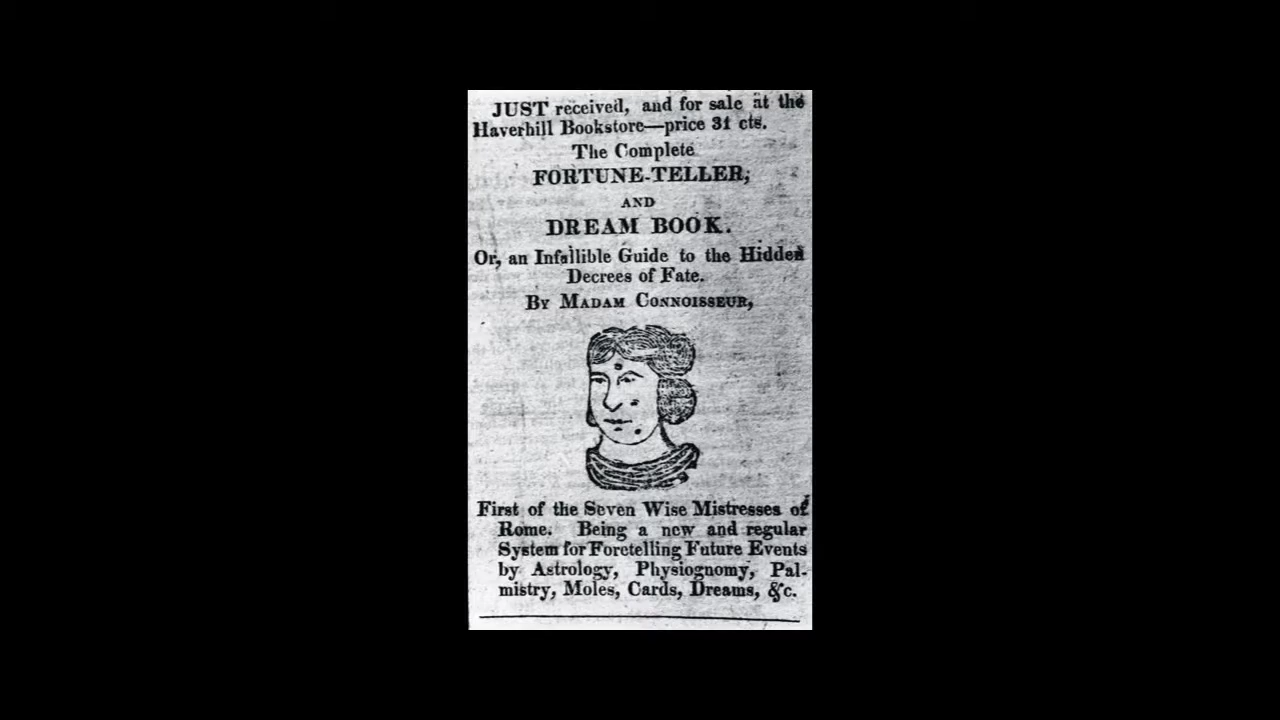 JUST received, and for sale at the
Haverhill Bookstore—price 31 cts.
The Complete
FORTUNE-TELLER,
AND
DREAM BOOK.
Or, an Infallible Guide to the Hidden
Decrees of Fate.
BY MADAM CONNOISSEUR,
First of the Seven Wise Mistresses of
Rome. Being a new and regular
System for Foretelling Future Events
by Astrology, Physiognomy, Pal-
mistry, Moles, Cards, Dreams, &c.